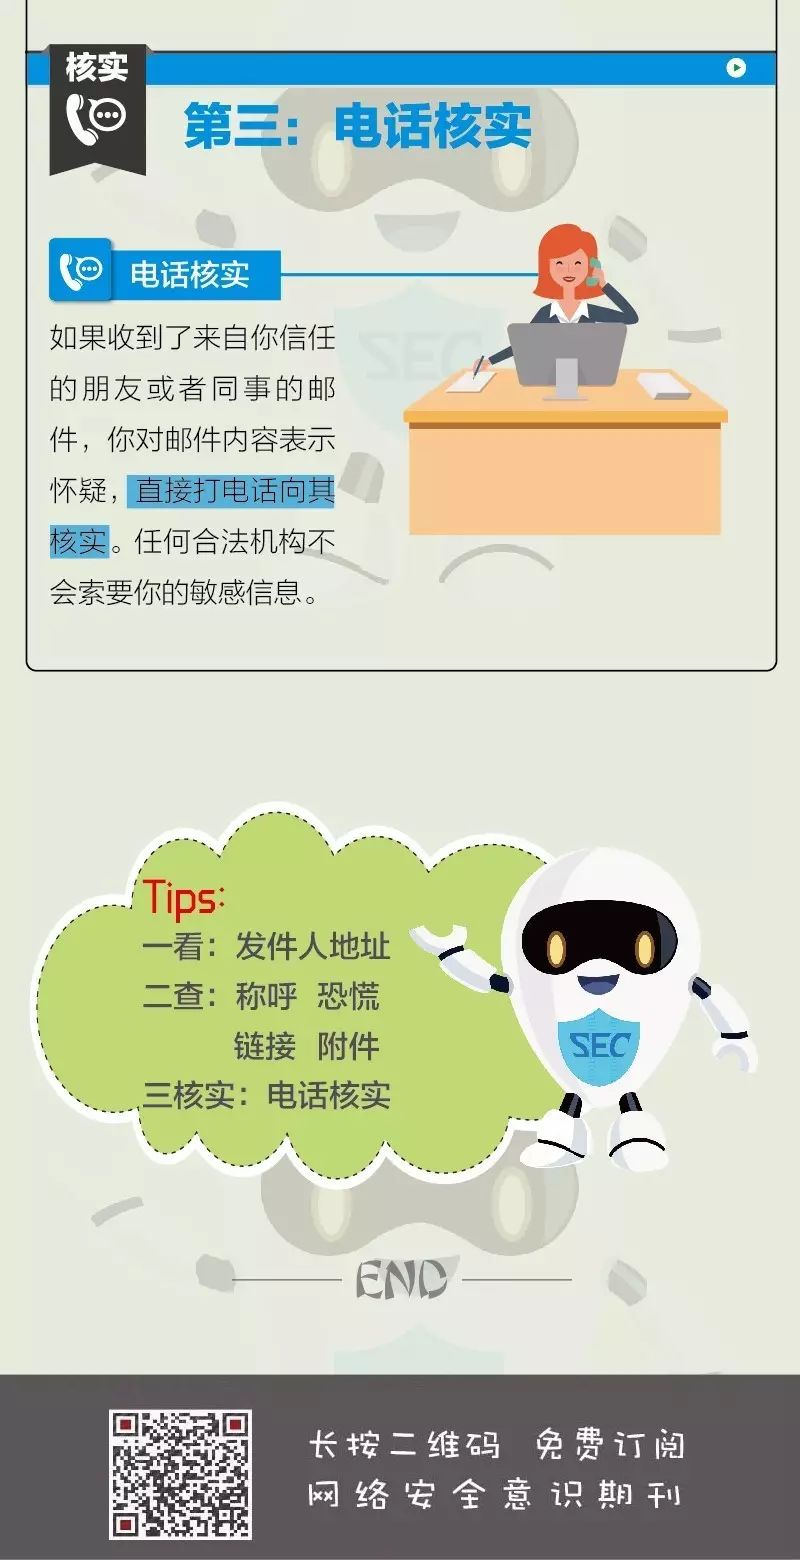 核实
第三：电话核实
电话核实
如果收到了来自你信任
的朋友或者同事的邮
件，你对邮件内容表示
怀疑，直接打电话向其
核实。任何合法机构不
会索要你的敏感信息。
SEC
Tips:
一看：发件人地址
二查：称呼 恐慌
链接 附件
三核实：电话核实
SEC
END
长按二维码 免费订阅
网络安全意识期刊